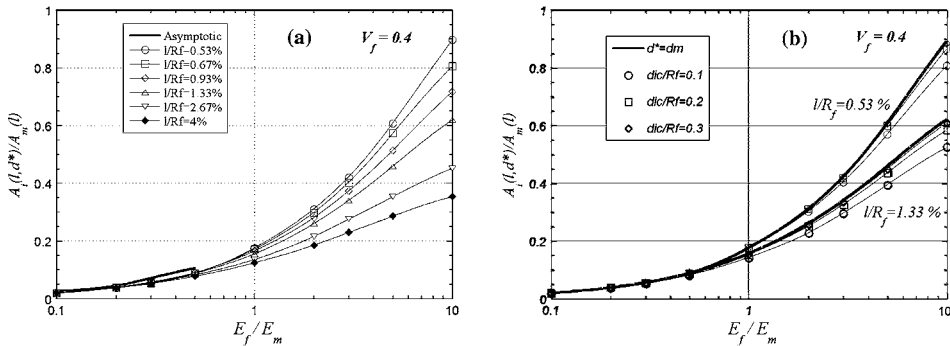 (a)
V_f = 0.4
Asymptotic
l/Rf=0.53%
l/Rf=0.67%
l/Rf=0.93%
l/Rf=1.33%
l/Rf=2.67%
l/Rf=4%
A_i(l,d*)/A_m(l)
1
0.8
0.6
0.4
0.2
0
0.1
1
10
E_f/E_m
(b)
V_f = 0.4
d*=dm
dic/Rf=0.1
dic/Rf=0.2
dic/Rf=0.3
l/R_f=0.53 %
l/R_f=1.33 %
A_i(l,d*)/A_m(l)
1
0.8
0.6
0.4
0.2
0
0.1
1
10
E_f/E_m